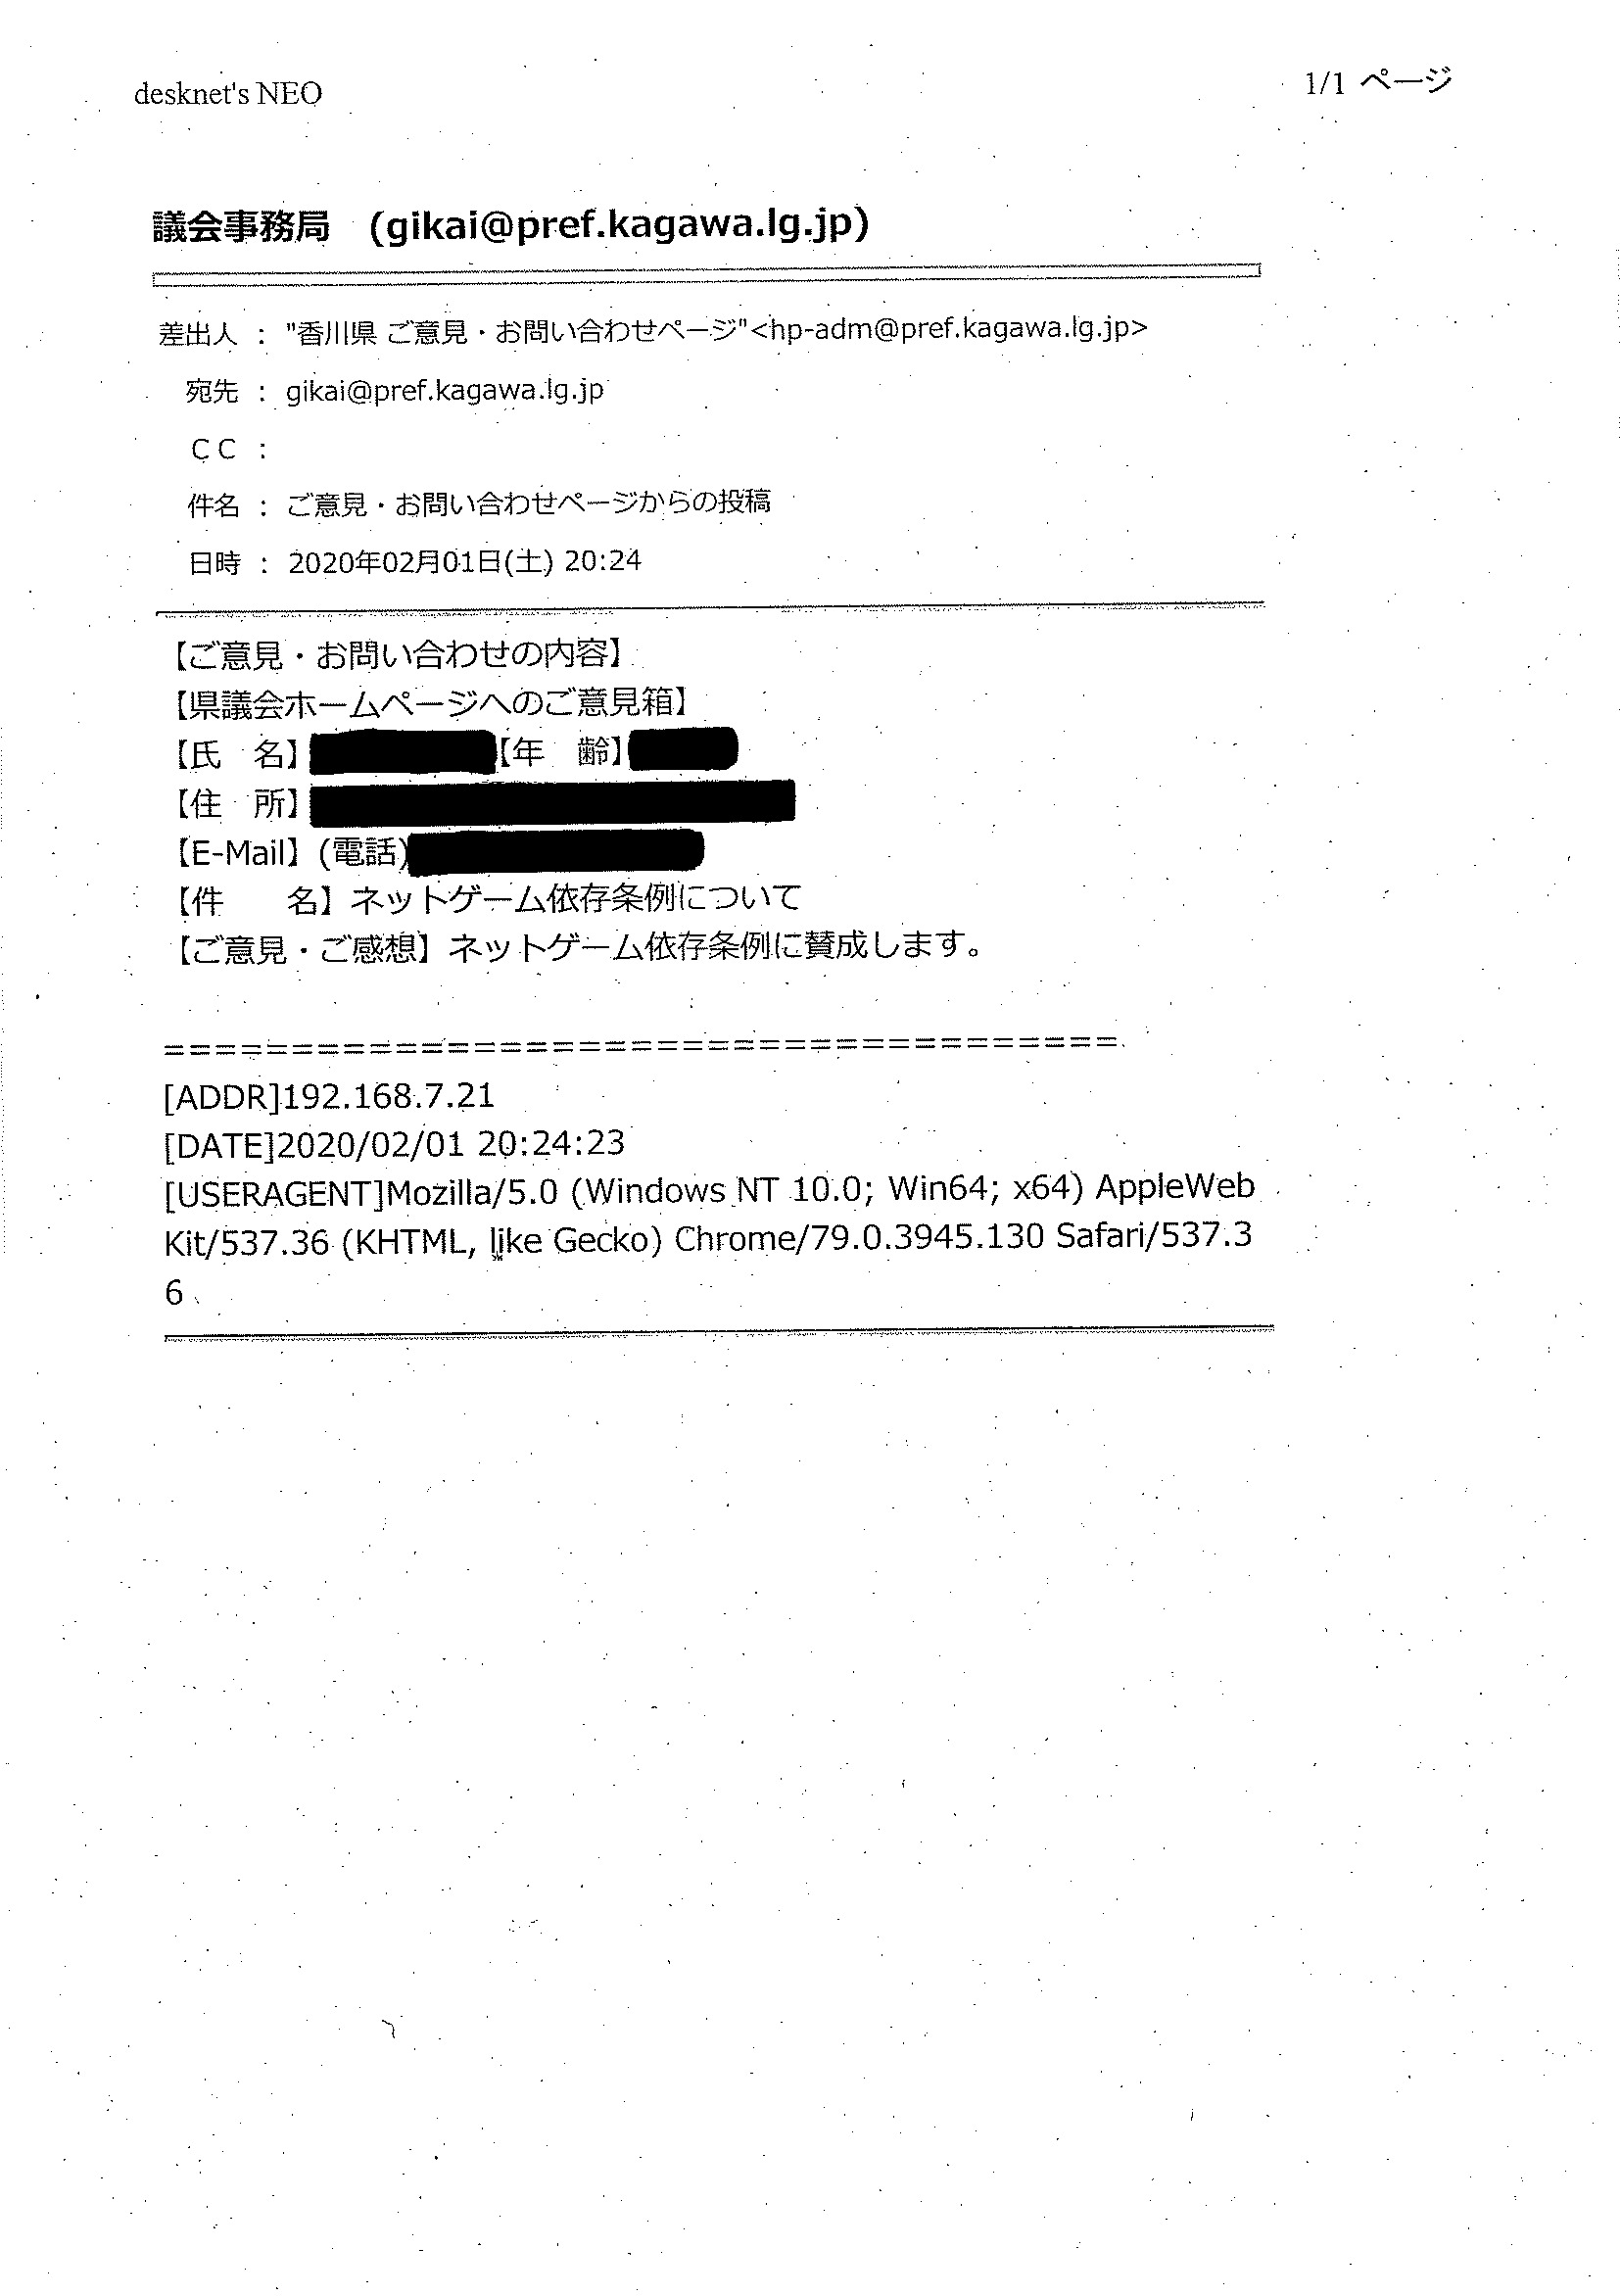 desknet's NEO
1/1 ページ
議会事務局　(gikai@pref.kagawa.lg.jp)
差出人 : "香川県 ご意見・お問い合わせページ"<hp-adm@pref.kagawa.lg.jp>
宛先 : gikai@pref.kagawa.lg.jp
ＣＣ :
件名 : ご意見・お問い合わせページからの投稿
日時 : 2020年02月01日(土) 20:24
【ご意見・お問い合わせの内容】
【県議会ホームページへのご意見箱】
【氏　名】【年　齢】
【住　所】
【E-Mail】(電話)
【件　　名】ネットゲーム依存条例について
【ご意見・ご感想】ネットゲーム依存条例に賛成します。
=====================================
[ADDR]192.168.7.21
[DATE]2020/02/01 20:24:23
[USERAGENT]Mozilla/5.0 (Windows NT 10.0; Win64; x64) AppleWeb
Kit/537.36 (KHTML, like Gecko) Chrome/79.0.3945.130 Safari/537.3
6